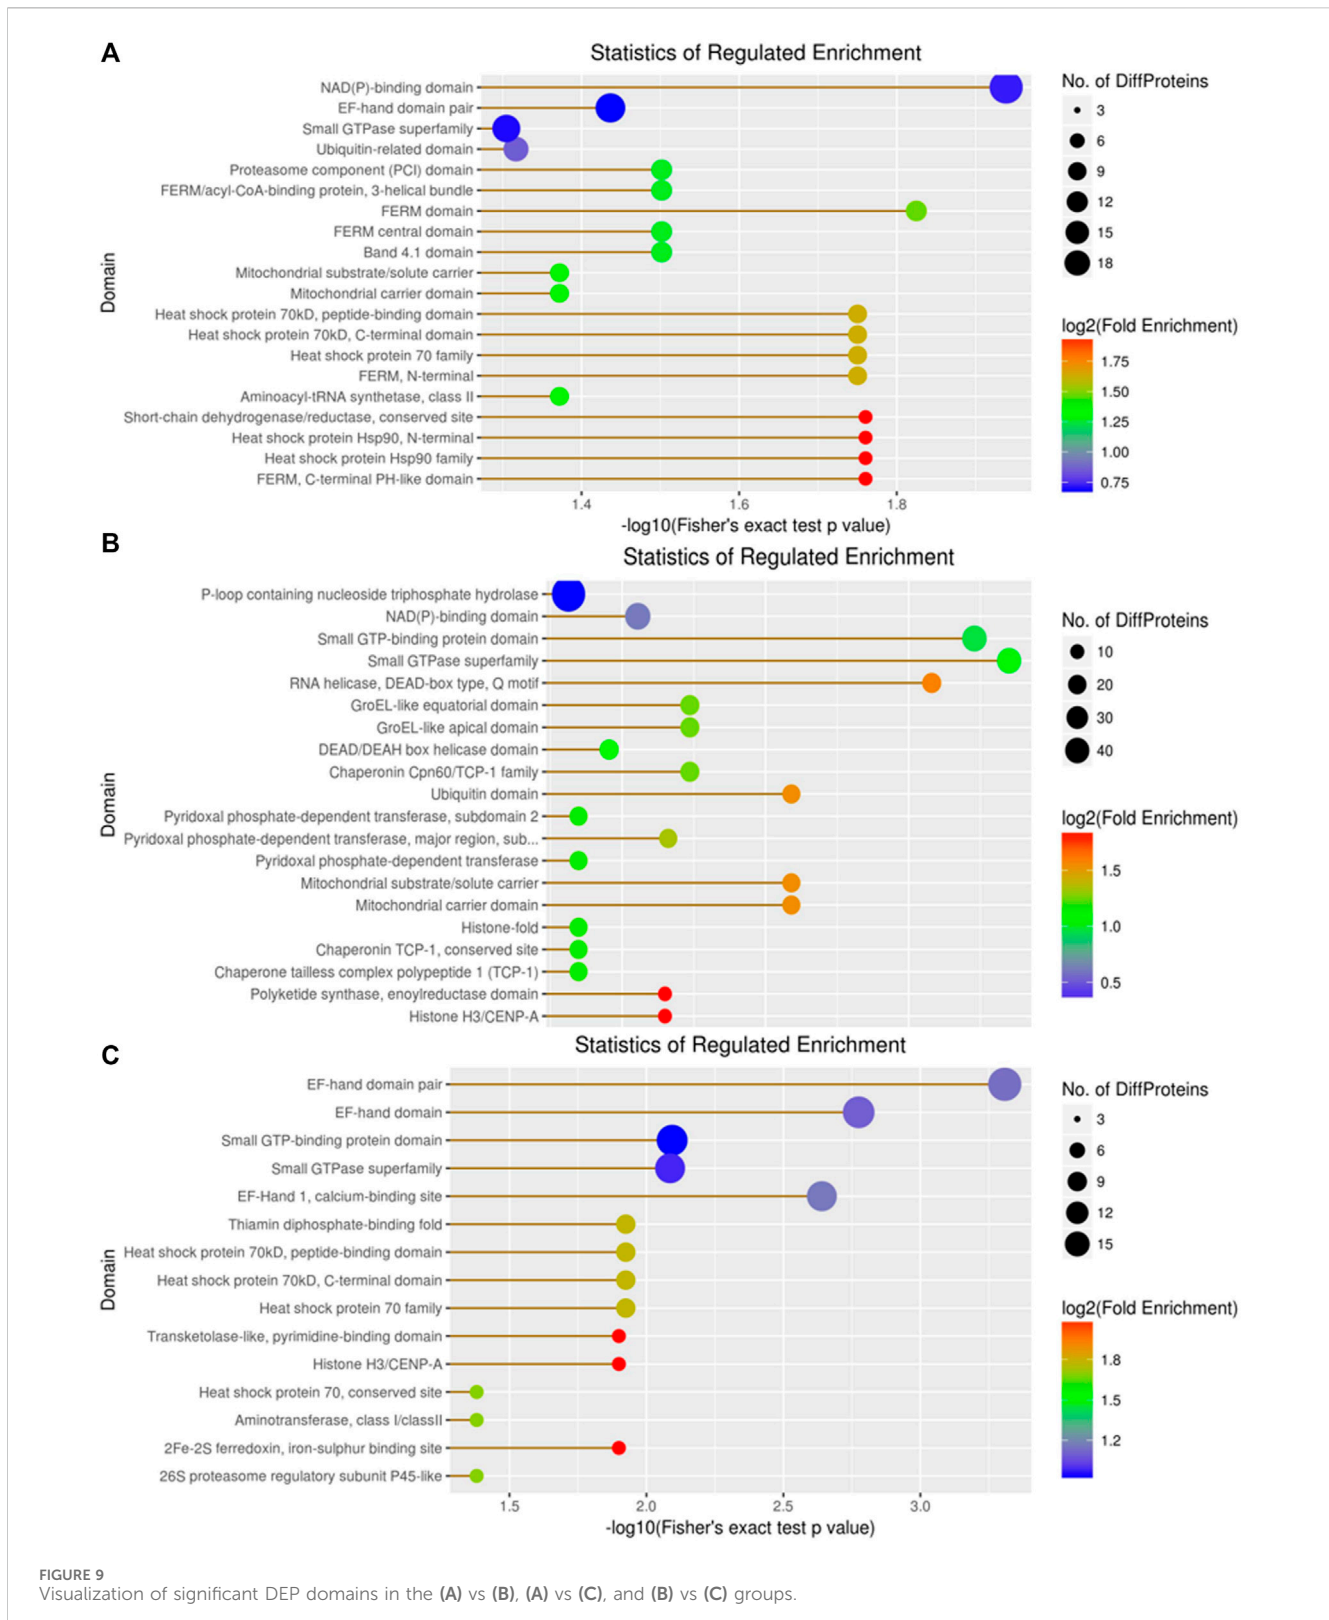 A
Statistics of Regulated Enrichment
NAD(P)-binding domain
EF-hand domain pair
Small GTPase superfamily
Ubiquitin-related domain
Proteasome component (PCI) domain
FERM/acyl-CoA-binding protein, 3-helical bundle
FERM domain
FERM central domain
Band 4.1 domain
Mitochondrial substrate/solute carrier
Mitochondrial carrier domain
Heat shock protein 70kD, peptide-binding domain
Heat shock protein 70kD, C-terminal domain
Heat shock protein 70 family
FERM, N-terminal
Aminoacyl-tRNA synthetase, class II
Short-chain dehydrogenase/reductase, conserved site
Heat shock protein Hsp90, N-terminal
Heat shock protein Hsp90 family
FERM, C-terminal PH-like domain
Domain
1.4 1.6 1.8
-log10(Fisher's exact test p value)
No. of DiffProteins
3
6
9
12
15
18
log2(Fold Enrichment)
1.75
1.50
1.25
1.00
0.75
B
Statistics of Regulated Enrichment
P-loop containing nucleoside triphosphate hydrolase
NAD(P)-binding domain
Small GTP-binding protein domain
Small GTPase superfamily
RNA helicase, DEAD-box type, Q motif
GroEL-like equatorial domain
GroEL-like apical domain
DEAD/DEAH box helicase domain
Chaperonin Cpn60/TCP-1 family
Ubiquitin domain
Pyridoxal phosphate-dependent transferase, subdomain 2
Pyridoxal phosphate-dependent transferase, major region, sub...
Pyridoxal phosphate-dependent transferase
Mitochondrial substrate/solute carrier
Mitochondrial carrier domain
Histone-fold
Chaperonin TCP-1, conserved site
Chaperone tailless complex polypeptide 1 (TCP-1)
Polyketide synthase, enoylreductase domain
Histone H3/CENP-A
Domain
No. of DiffProteins
10
20
30
40
log2(Fold Enrichment)
1.5
1.0
0.5
C
Statistics of Regulated Enrichment
EF-hand domain pair
EF-hand domain
Small GTP-binding protein domain
Small GTPase superfamily
EF-Hand 1, calcium-binding site
Thiamin diphosphate-binding fold
Heat shock protein 70kD, peptide-binding domain
Heat shock protein 70kD, C-terminal domain
Heat shock protein 70 family
Transketolase-like, pyrimidine-binding domain
Histone H3/CENP-A
Heat shock protein 70, conserved site
Aminotransferase, class I/classII
2Fe-2S ferredoxin, iron-sulphur binding site
26S proteasome regulatory subunit P45-like
Domain
1.5 2.0 2.5 3.0
-log10(Fisher's exact test p value)
No. of DiffProteins
3
6
9
12
15
log2(Fold Enrichment)
1.8
1.5
1.2
FIGURE 9
Visualization of significant DEP domains in the (A) vs (B), (A) vs (C), and (B) vs (C) groups.